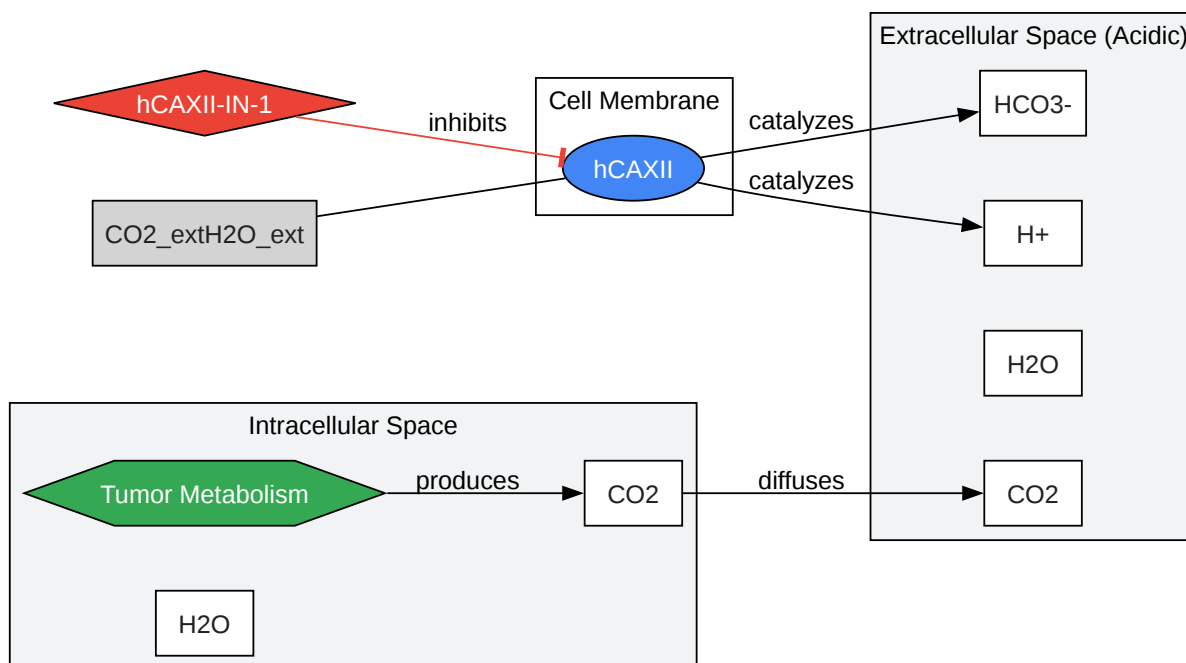 Extracellular Space (Acidic)
hCAXII-IN-1
inhibits
Cell Membrane
hCAXII
catalyzes
catalyzes
HCO3-
CO2_extH2O_ext
H+
H2O
Intracellular Space
Tumor Metabolism
produces
CO2
diffuses
CO2
H2O